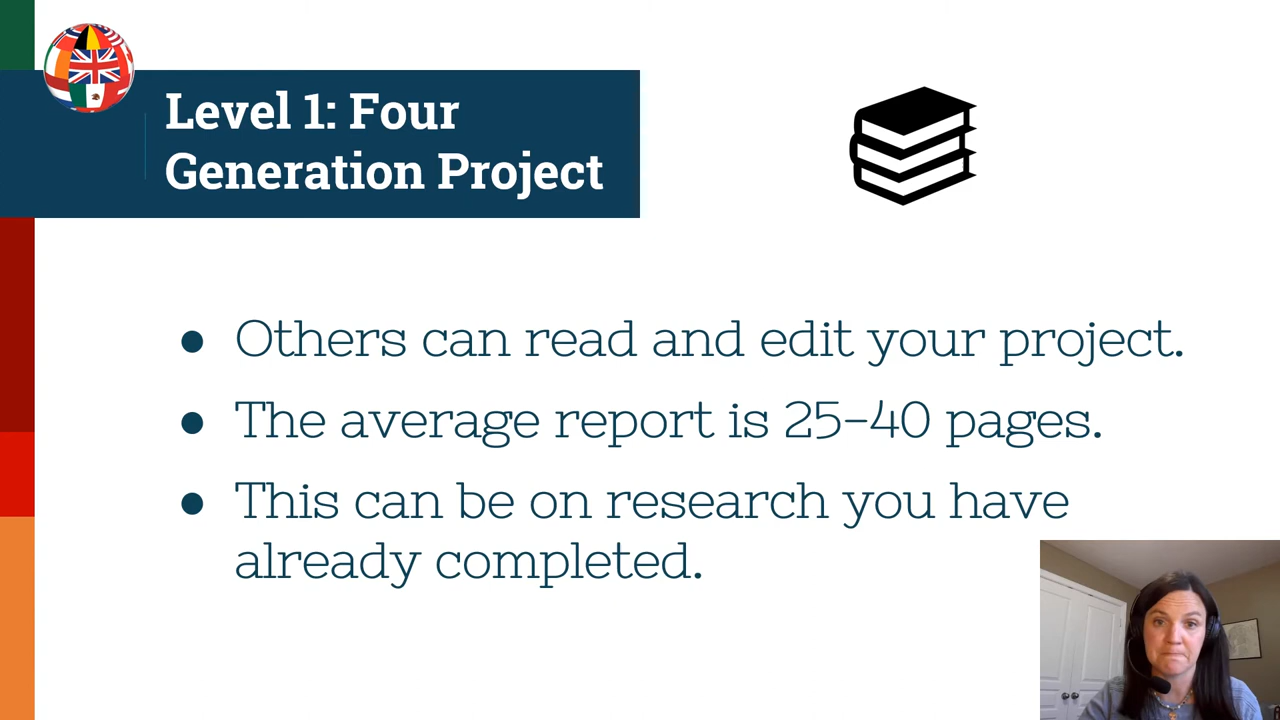 Level 1: Four
Generation Project
● Others can read and edit your project.
● The average report is 25–40 pages.
● This can be on research you have
already completed.